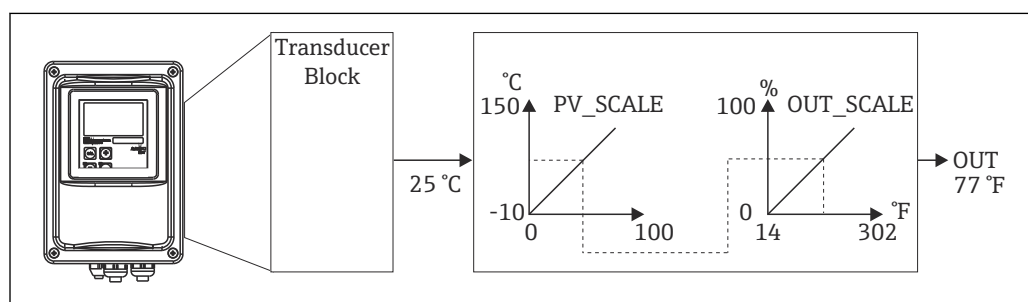 Transducer
Block
25 °C
°C
150
PV_SCALE
-10
0
100
%
100
OUT_SCALE
0
14
302
°F
OUT
77 °F